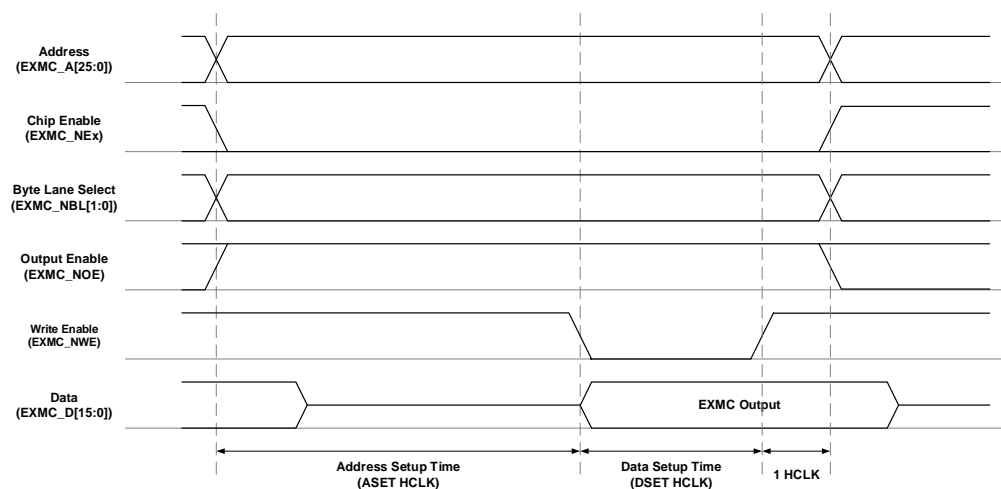 Address
(EXMC_A[25:0])
Chip Enable
(EXMC_NEx)
Byte Lane Select
(EXMC_NBL[1:0])
Output Enable
(EXMC_NOE)
Write Enable
(EXMC_NWE)
Data
(EXMC_D[15:0])
EXMC Output
Address Setup Time
(ASET HCLK)
Data Setup Time
(DSET HCLK)
1 HCLK